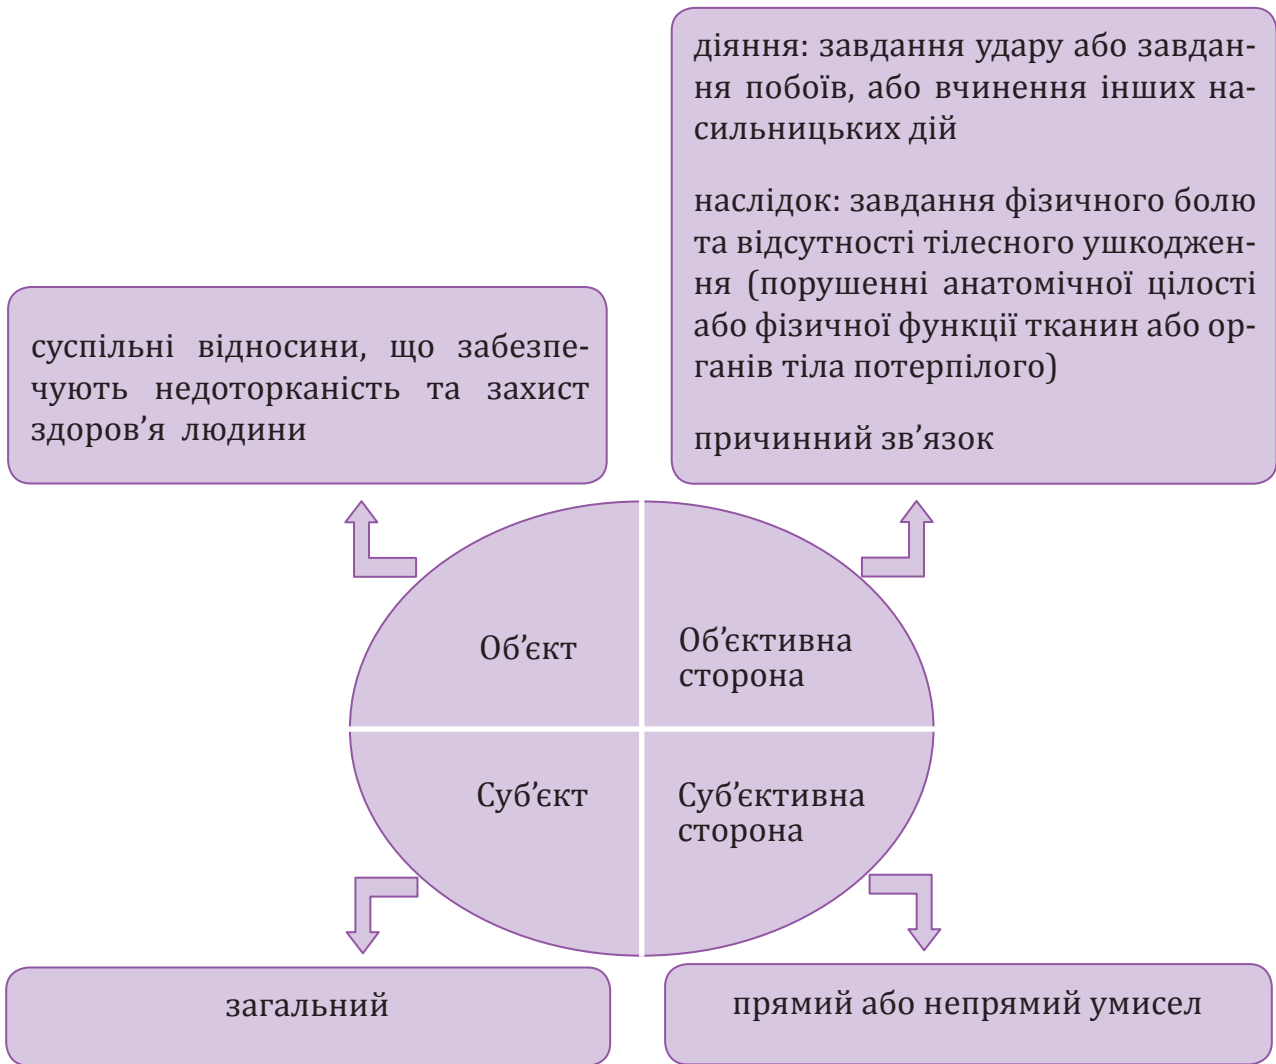 діяння: завдання удару або завдан-
ня побоїв, або вчинення інших на-
сильницьких дій
наслідок: завдання фізичного болю
та відсутності тілесного ушкоджен-
ня (порушенні анатомічної цілості
або фізичної функції тканин або ор-
ганів тіла потерпілого)
причинний зв’язок
суспільні відносини, що забезпе-
чують недоторканість та захист
здоров’я людини
Об’єкт
Об’єктивна
сторона
Суб’єкт
Суб’єктивна
сторона
загальний
прямий або непрямий умисел